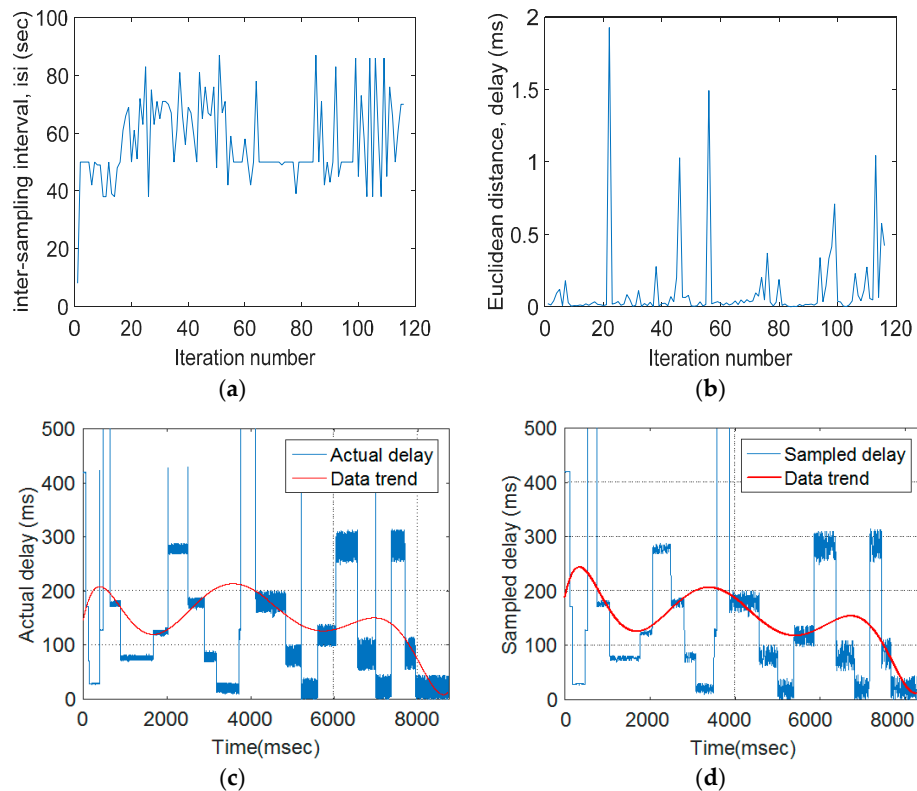 inter-sampling interval, isi (sec)
100
80
60
40
20
0
0 20 40 60 80 100 120
Iteration number
(a)
Euclidean distance, delay (ms)
2
1.5
1
0.5
0
0 20 40 60 80 100 120
Iteration number
(b)
Actual delay (ms)
500
400
300
200
100
0
Actual delay
Data trend
0 2000 4000 6000 8000
Time(msec)
(c)
Sampled delay (ms)
500
400
300
200
100
0
Sampled delay
Data trend
0 2000 4000 6000 8000
Time(msec)
(d)